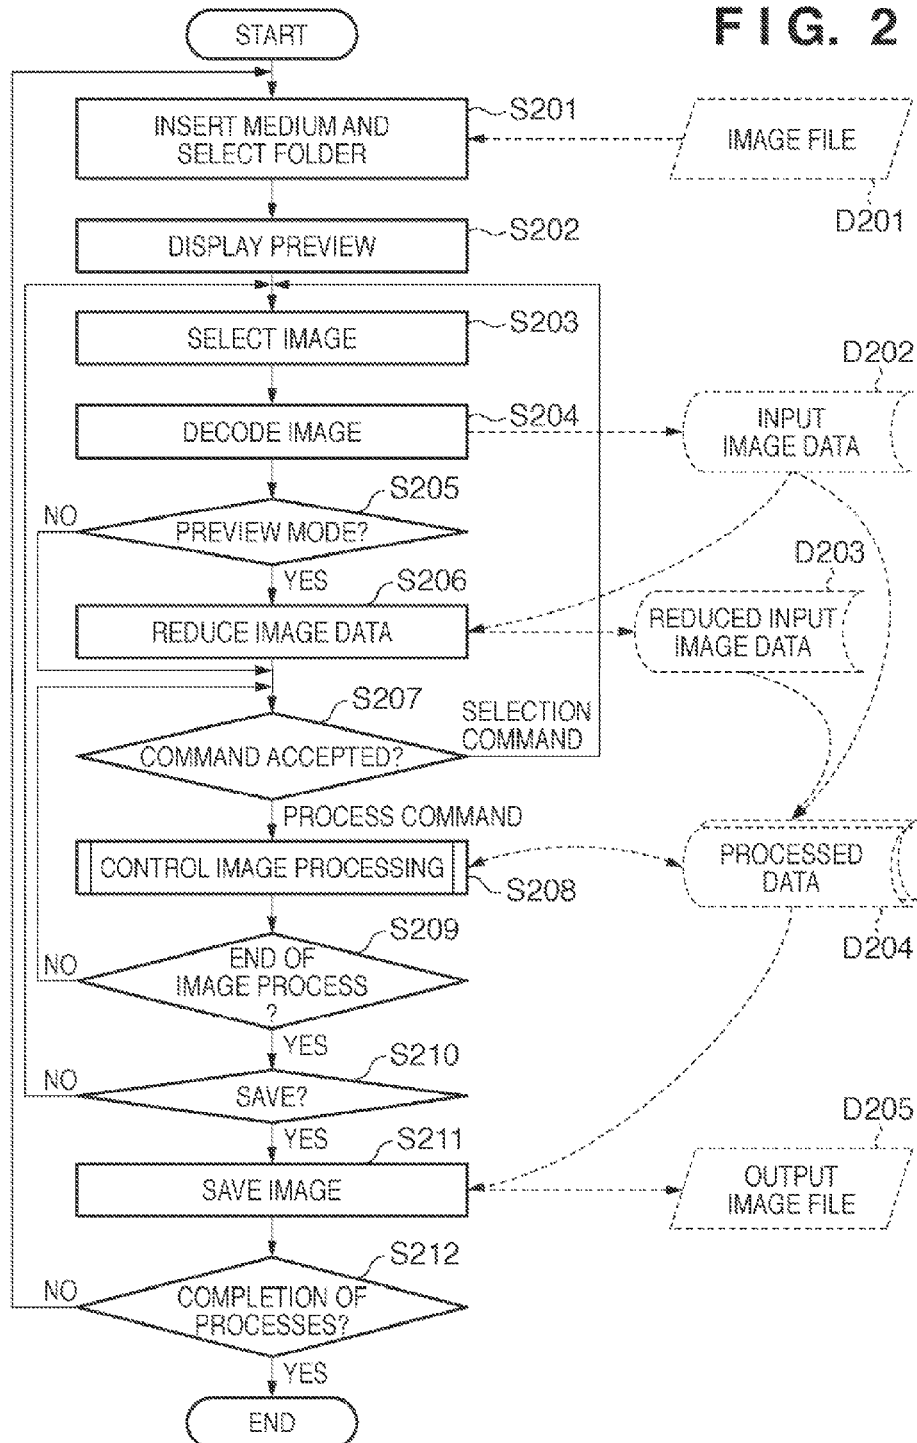 FIG. 2
START
S201
INSERT MEDIUM AND
SELECT FOLDER
IMAGE FILE
D201
S202
DISPLAY PREVIEW
S203
SELECT IMAGE
D202
S204
DECODE IMAGE
INPUT
IMAGE DATA
S205
NO
PREVIEW MODE?
D203
YES
S206
REDUCE IMAGE DATA
REDUCED INPUT
IMAGE DATA
S207
SELECTION
COMMAND
COMMAND ACCEPTED?
PROCESS COMMAND
CONTROL IMAGE PROCESSING
S208
PROCESSED
DATA
D204
S209
NO
END OF
IMAGE PROCESS
?
YES
S210
NO
SAVE?
YES
D205
S211
SAVE IMAGE
OUTPUT
IMAGE FILE
S212
NO
COMPLETION OF
PROCESSES?
YES
END